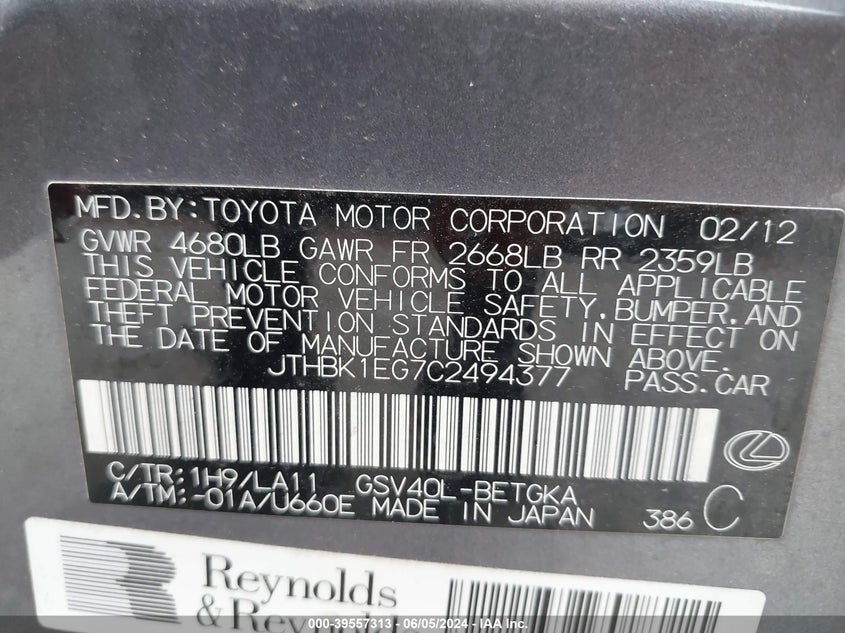 MFD.BY:TOYOTA MOTOR CORPORATION 02/12
GVWR 4680LB GAWR FR 2668LB RR 2359LB
THIS VEHICLE CONFORMS TO ALL APPLICABLE
FEDERAL MOTOR VEHICLE SAFETY,BUMPER,AND
THEFT PREVENTION STANDARDS IN EFFECT ON
THE DATE OF MANUFACTURE SHOWN ABOVE.
JTHBK1EG7C2494377 PASS.CAR
C/TR:1H9/LA11 GSV40L-BETGKA
A/TM:-01A/U660E MADE IN JAPAN 386 C
Reynolds
& Reynolds
000-39557313 - 06/05/2024 - IAA Inc.